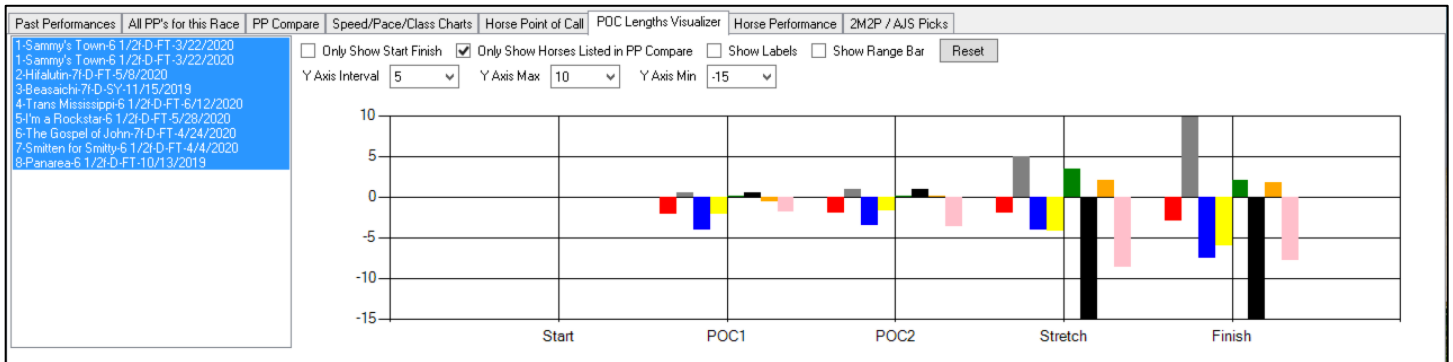 Past Performances All PP's for this Race PP Compare Speed/Pace/Class Charts Horse Point of Call POC Lengths Visualizer Horse Performance 2M2P / AJS Picks
1-Sammy's Town-6 1/2f-D-FT-3/22/2020
1-Sammy's Town-6 1/2f-D-FT-3/22/2020
2-Hifalutin-7f-D-FT-5/8/2020
3-Beasaichi-7f-D-SY-11/15/2019
4-Trans Mississippi-6 1/2f-D-FT-6/12/2020
5-I'm a Rockstar-6 1/2f-D-FT-5/28/2020
6-The Gospel of John-7f-D-FT-4/24/2020
7-Smitten for Smitty-6 1/2f-D-FT-4/4/2020
8-Panarea-6 1/2f-D-FT-10/13/2019
Only Show Start Finish Only Show Horses Listed in PP Compare Show Labels Show Range Bar Reset
Y Axis Interval 5 Y Axis Max 10 Y Axis Min -15
10
5
0
-5
-10
-15
Start POC1 POC2 Stretch Finish